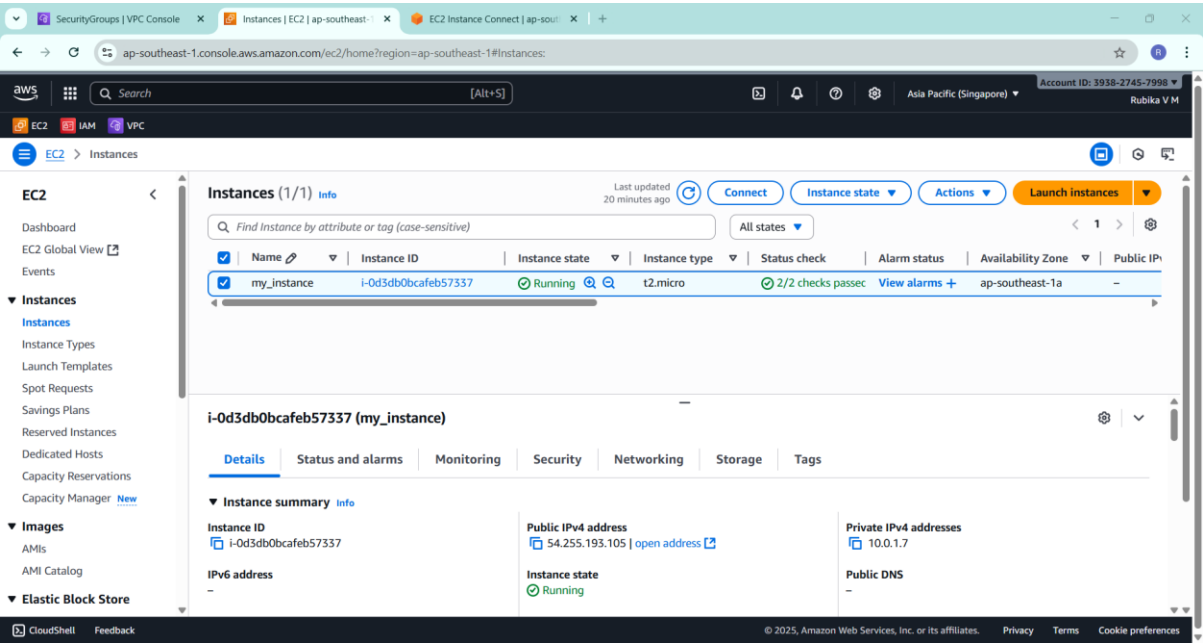 SecurityGroups | VPC Console
Instances | EC2 | ap-southeast-1
EC2 Instance Connect | ap-sout
ap-southeast-1.console.aws.amazon.com/ec2/home?region=ap-southeast-1#Instances:
R
aws
Search
[Alt+S]
Asia Pacific (Singapore)
Account ID: 3938-2745-7998
Rubika V M
EC2 IAM VPC
EC2 > Instances
EC2
Dashboard
EC2 Global View
Events
Instances
Instances
Instance Types
Launch Templates
Spot Requests
Savings Plans
Reserved Instances
Dedicated Hosts
Capacity Reservations
Capacity Manager New
Images
AMIs
AMI Catalog
Elastic Block Store
Instances (1/1) Info
Last updated
20 minutes ago
Connect
Instance state
Actions
Launch instances
Find Instance by attribute or tag (case-sensitive)
All states
1
Name Instance ID Instance state Instance type Status check Alarm status Availability Zone Public IPv
my_instance i-0d3db0bcafeb57337 Running t2.micro 2/2 checks passec View alarms + ap-southeast-1a –
i-0d3db0bcafeb57337 (my_instance)
Details Status and alarms Monitoring Security Networking Storage Tags
Instance summary Info
Instance ID
i-0d3db0bcafeb57337
Public IPv4 address
54.255.193.105 | open address
Private IPv4 addresses
10.0.1.7
IPv6 address
–
Instance state
Running
Public DNS
–
CloudShell Feedback
© 2025, Amazon Web Services, Inc. or its affiliates. Privacy Terms Cookie preferences